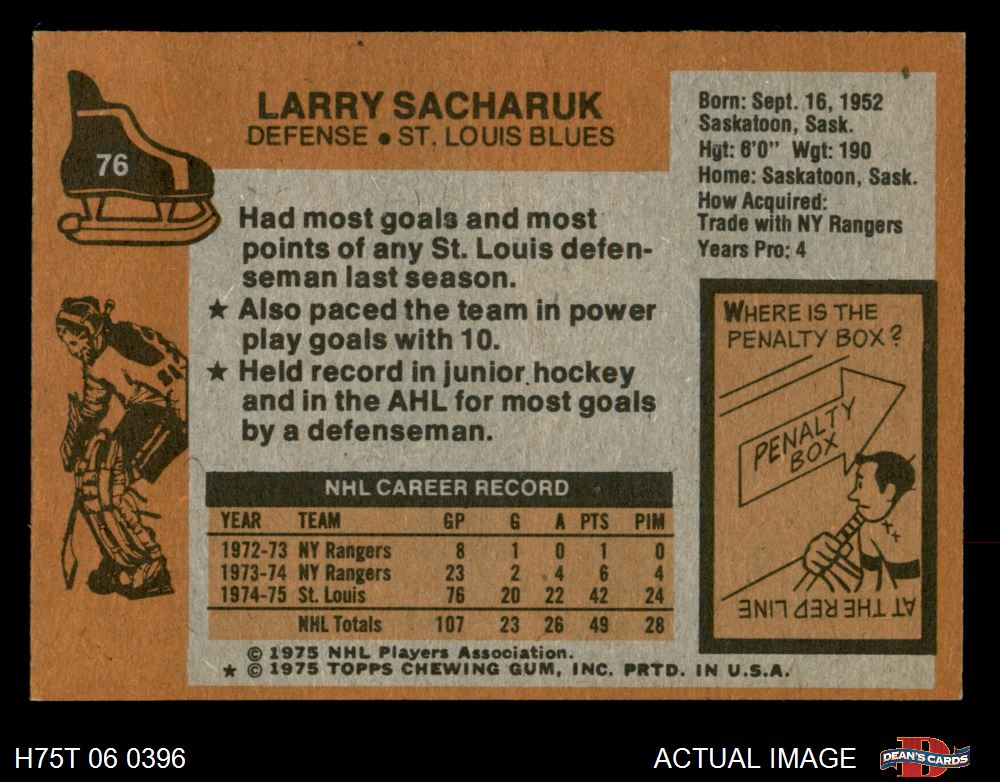 76
LARRY SACHARUK
DEFENSE • ST. LOUIS BLUES
Born: Sept. 16, 1952
Saskatoon, Sask.
Hgt: 6'0" Wgt: 190
Home: Saskatoon, Sask.
How Acquired:
Trade with NY Rangers
Years Pro: 4
Had most goals and most
points of any St. Louis defen-
seman last season.
★ Also paced the team in power
play goals with 10.
★ Held record in junior hockey
and in the AHL for most goals
by a defenseman.
WHERE IS THE
PENALTY BOX?
PENALTY
BOX
AT THE RED LINE
NHL CAREER RECORD
YEAR TEAM GP G A PTS PIM
1972-73 NY Rangers 8 1 0 1 0
1973-74 NY Rangers 23 2 4 6 4
1974-75 St. Louis 76 20 22 42 24
NHL Totals 107 23 26 49 28
© 1975 NHL Players Association.
★ © 1975 TOPPS CHEWING GUM, INC. PRTD. IN U.S.A.
H75T 06 0396
ACTUAL IMAGE
D
DEAN'S CARDS